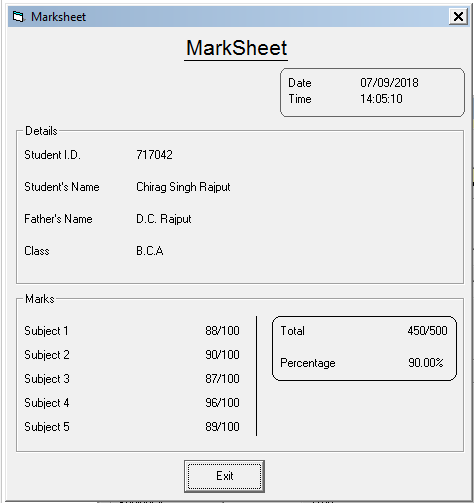 Marksheet
MarkSheet
Date 07/09/2018
Time 14:05:10
Details
Student I.D. 717042
Student's Name Chirag Singh Rajput
Father's Name D.C. Rajput
Class B.C.A
Marks
Subject 1 88/100
Subject 2 90/100
Subject 3 87/100
Subject 4 96/100
Subject 5 89/100
Total 450/500
Percentage 90.00%
Exit